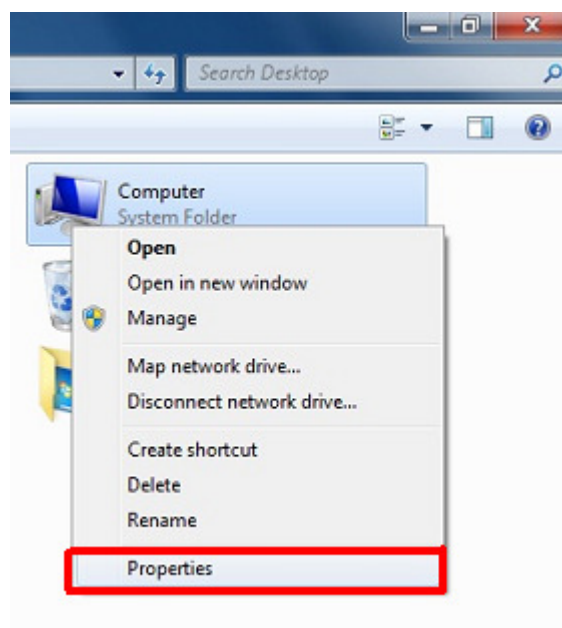 Search Desktop
Computer
System Folder
Open
Open in new window
Manage
Map network drive...
Disconnect network drive...
Create shortcut
Delete
Rename
Properties